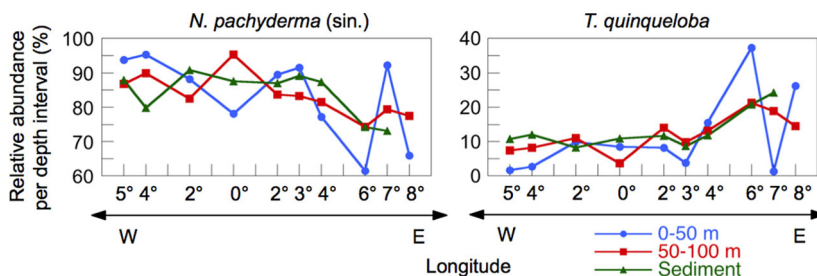 N. pachyderma (sin.)
T. quinqueloba
Relative abundance
per depth interval (%)
100
90
80
70
60
5° 4° 2° 0° 2° 3° 4° 6° 7° 8°
W E
40
30
20
10
0
5° 4° 2° 0° 2° 3° 4° 6° 7° 8°
W E
Longitude
0-50 m
50-100 m
Sediment